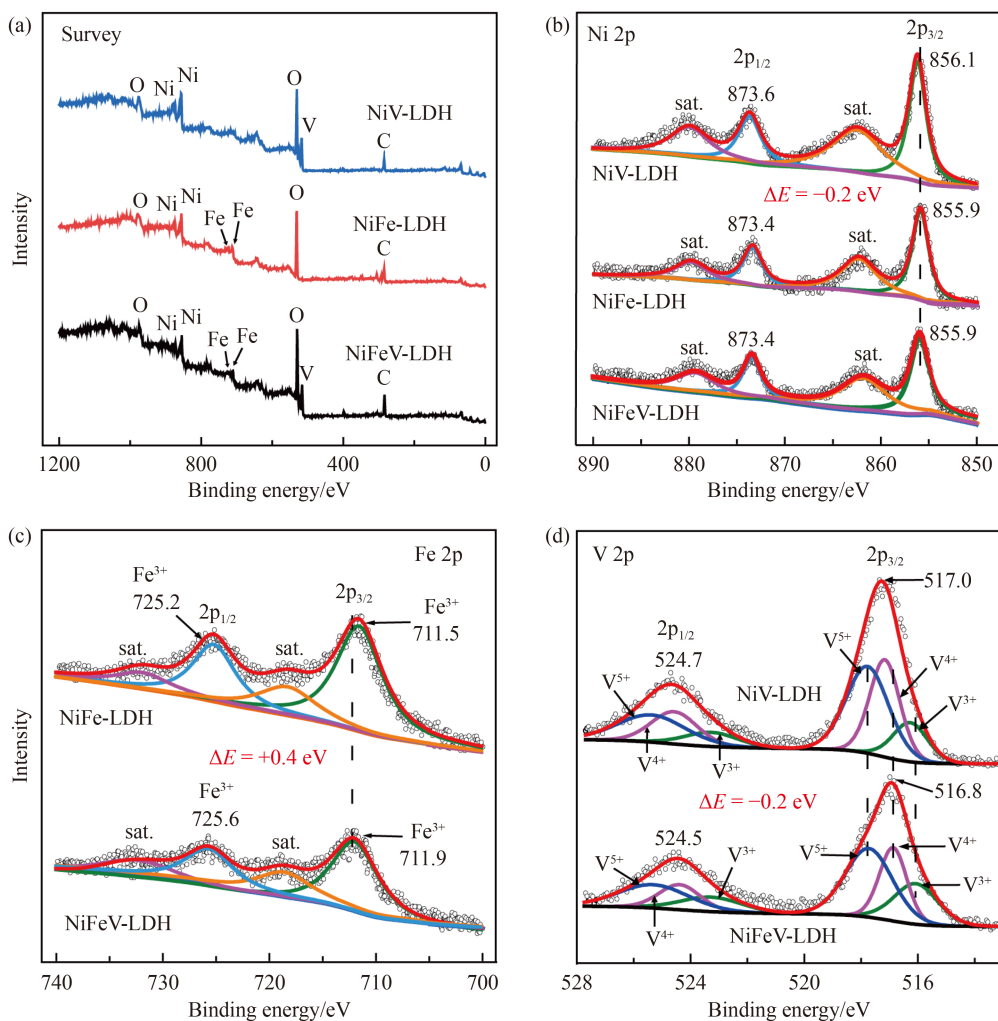 (a)
Survey
O
Ni
Ni
O
V
NiV-LDH
C
O
Ni
Ni
Fe
Fe
O
NiFe-LDH
C
O
Ni
Ni
Fe
Fe
O
V
NiFeV-LDH
C
Intensity
1200
800
400
0
Binding energy/eV
(b)
Ni 2p
2p3/2
856.1
2p1/2
873.6
sat.
sat.
NiV-LDH
ΔE = −0.2 eV
855.9
873.4
sat.
sat.
NiFe-LDH
855.9
873.4
sat.
sat.
NiFeV-LDH
890
880
870
860
850
Binding energy/eV
(c)
Fe 2p
Fe3+
725.2
2p1/2
2p3/2
Fe3+
711.5
sat.
sat.
NiFe-LDH
ΔE = +0.4 eV
Fe3+
725.6
Fe3+
711.9
sat.
sat.
NiFeV-LDH
Intensity
740
730
720
710
700
Binding energy/eV
(d)
V 2p
2p3/2
517.0
2p1/2
524.7
V5+
V5+
V4+
V3+
NiV-LDH
V4+
V3+
ΔE = −0.2 eV
516.8
524.5
V5+
V3+
V5+
V4+
V3+
V4+
NiFeV-LDH
528
524
520
516
Binding energy/eV